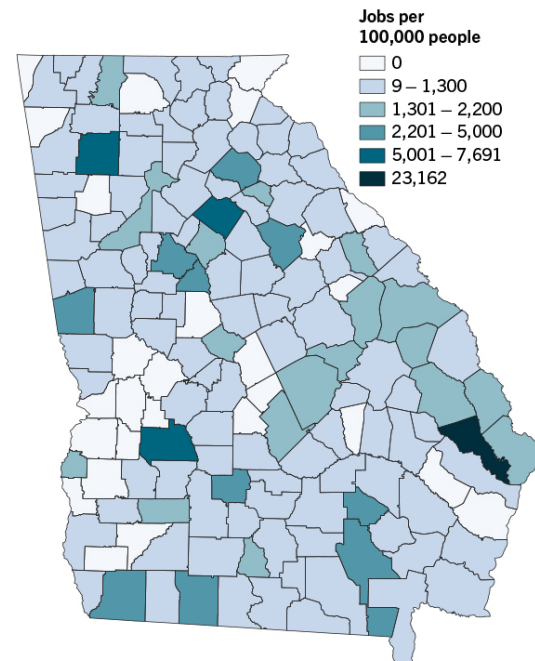 Jobs per
100,000 people
0
9 – 1,300
1,301 – 2,200
2,201 – 5,000
5,001 – 7,691
23,162